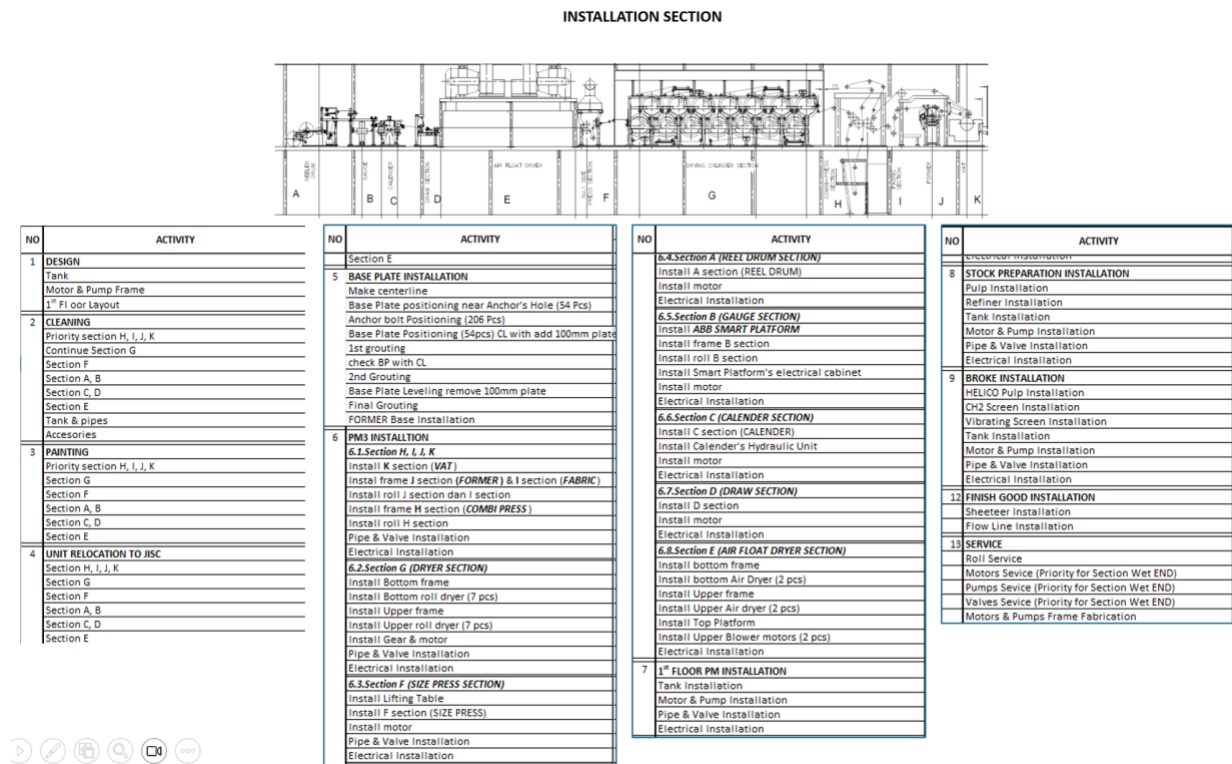 INSTALLATION SECTION
REELER DRUM
GAUGE
CALENDER
DRAW SECTION
AIR FLOAT DRYER
SIZE PRESS SECTION
DRYING CYLINDER SECTION
FORMER
VAT
A
B
C
D
E
F
G
H
I
J
K
NO ACTIVITY
1 DESIGN
Tank
Motor & Pump Frame
1st Fl oor Layout
2 CLEANING
Priority section H, I, J, K
Continue Section G
Section F
Section A, B
Section C, D
Section E
Tank & pipes
Accesories
3 PAINTING
Priority section H, I, J, K
Section G
Section F
Section A, B
Section C, D
Section E
4 UNIT RELOCATION TO JISC
Section H, I, J, K
Section G
Section F
Section A, B
Section C, D
Section E
NO ACTIVITY
Section E
5 BASE PLATE INSTALLATION
Make centerline
Base Plate positioning near Anchor's Hole (54 Pcs)
Anchor bolt Positioning (206 Pcs)
Base Plate Positioning (54pcs) CL with add 100mm plate
1st grouting
check BP with CL
2nd Grouting
Base Plate Leveling remove 100mm plate
Final Grouting
FORMER Base Installation
6 PM3 INSTALLTION
6.1.Section H, I, J, K
Install K section (VAT)
Instal frame J section (FORMER) & I section (FABRIC)
Install roll J section dan I section
Install frame H section (COMBI PRESS)
Install roll H section
Pipe & Valve Installation
Electrical Installation
6.2.Section G (DRYER SECTION)
Install Bottom frame
Install Bottom roll dryer (7 pcs)
Install Upper frame
Install Upper roll dryer (7 pcs)
Install Gear & motor
Pipe & Valve Installation
Electrical Installation
6.3.Section F (SIZE PRESS SECTION)
Install Lifting Table
Install F section (SIZE PRESS)
Install motor
Pipe & Valve Installation
Electrical Installation
NO ACTIVITY
6.4.Section A (REEL DRUM SECTION)
Install A section (REEL DRUM)
Install motor
Electrical Installation
6.5.Section B (GAUGE SECTION)
Install ABB SMART PLATFORM
Install frame B section
Install roll B section
Install Smart Platform's electrical cabinet
Install motor
Electrical Installation
6.6.Section C (CALENDER SECTION)
Install C section (CALENDER)
Install Calender's Hydraulic Unit
Install motor
Electrical Installation
6.7.Section D (DRAW SECTION)
Install D section
Install motor
Electrical Installation
6.8.Section E (AIR FLOAT DRYER SECTION)
Install bottom frame
Install bottom Air Dryer (2 pcs)
Install Upper frame
Install Upper Air dryer (2 pcs)
Install Top Platform
Install Upper Blower motors (2 pcs)
Electrical Installation
7 1st FLOOR PM INSTALLATION
Tank Installation
Motor & Pump Installation
Pipe & Valve Installation
Electrical Installation
NO ACTIVITY
Electrical Installation
8 STOCK PREPARATION INSTALLATION
Pulp Installation
Refiner Installation
Tank Installation
Motor & Pump Installation
Pipe & Valve Installation
Electrical Installation
9 BROKE INSTALLATION
HELICO Pulp Installation
CH2 Screen Installation
Vibrating Screen Installation
Tank Installation
Motor & Pump Installation
Pipe & Valve Installation
Electrical Installation
12 FINISH GOOD INSTALLATION
Sheeteer Installation
Flow Line Installation
13 SERVICE
Roll Service
Motors Sevice (Priority for Section Wet END)
Pumps Sevice (Priority for Section Wet END)
Valves Sevice (Priority for Section Wet END)
Motors & Pumps Frame Fabrication